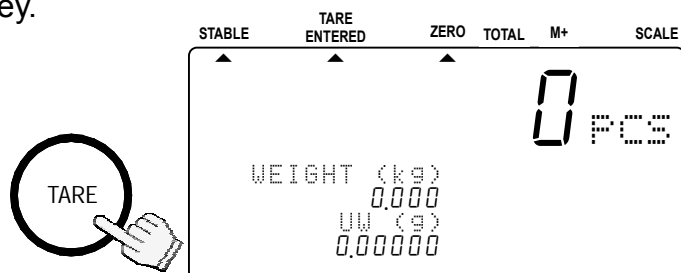 ey.
STABLE TARE ENTERED ZERO TOTAL M+ SCALE
0 PCS
WEIGHT (kg)
0.000
TARE
UW (g)
0.00000